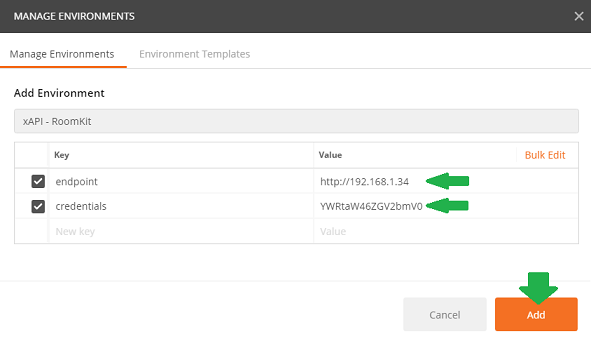 MANAGE ENVIRONMENTS
Manage Environments Environment Templates
Add Environment
xAPI - RoomKit
Key Value Bulk Edit
endpoint http://192.168.1.34
credentials YWRtaW46ZGV2bmV0
New key Value
Cancel Add